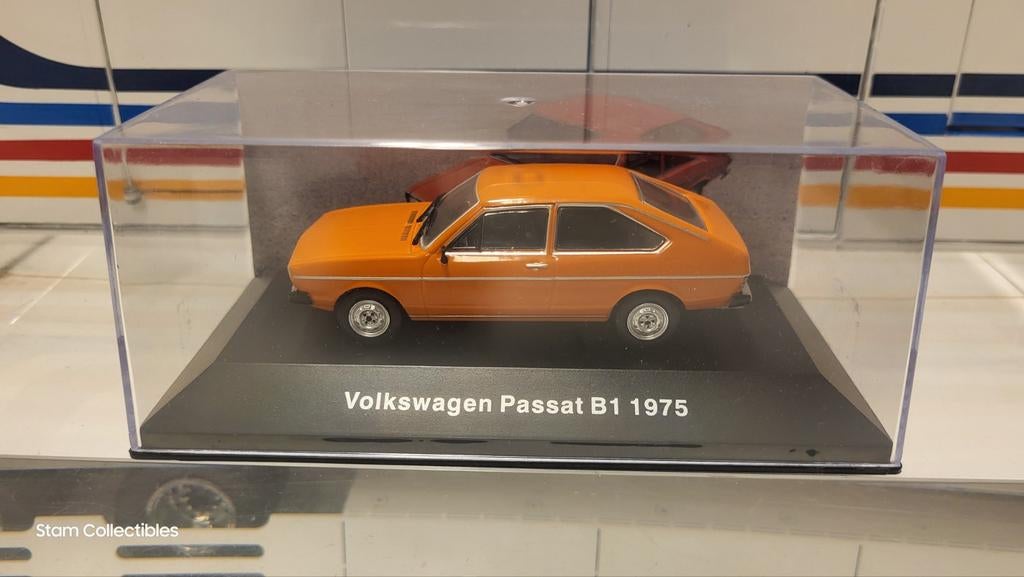 Volkswagen Passat B1 1975
Stam Collectibles